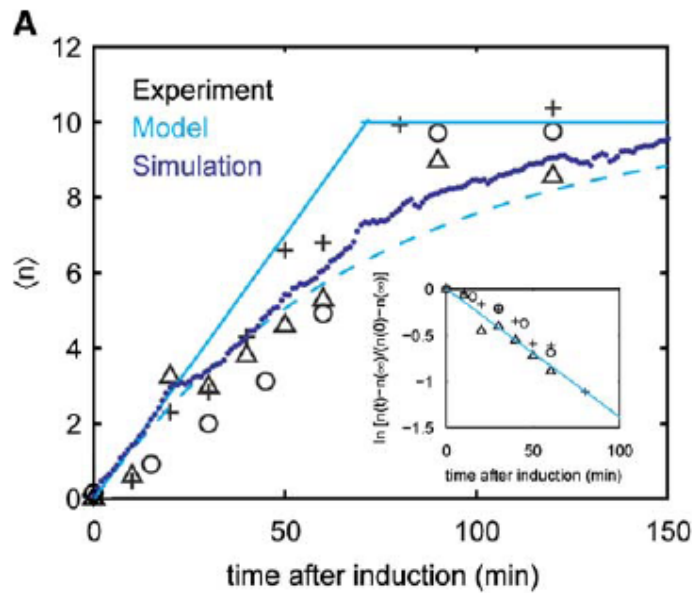 A
12
10
8
6
4
2
0
⟨n⟩
Experiment
Model
Simulation
0
-0.5
-1
-1.5
ln [n(t)-n(∞)]/(n(0)-n(∞)]
0 50 100
time after induction (min)
0 50 100 150
time after induction (min)